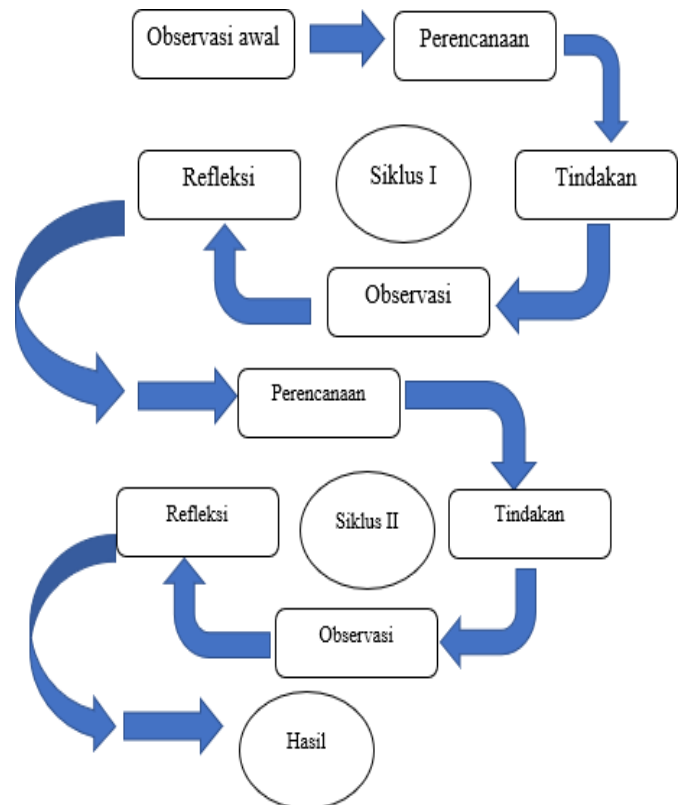 Observasi awal
Perencanaan
Tindakan
Siklus I
Refleksi
Observasi
Perencanaan
Tindakan
Siklus II
Refleksi
Observasi
Hasil